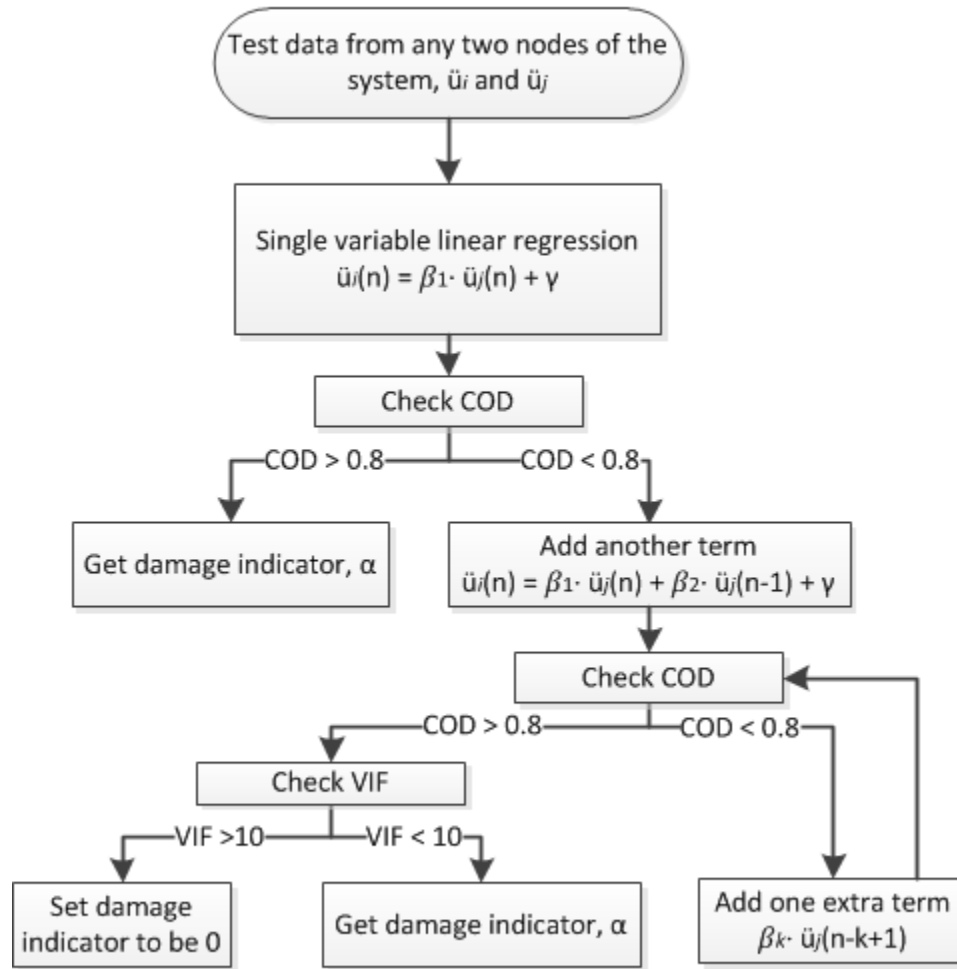 Test data from any two nodes of the
system, üi and üj
Single variable linear regression
üi(n) = β1· üj(n) + γ
Check COD
COD > 0.8
COD < 0.8
Get damage indicator, α
Add another term
üi(n) = β1· üj(n) + β2· üj(n-1) + γ
Check COD
COD > 0.8
COD < 0.8
Check VIF
VIF >10
VIF < 10
Set damage
indicator to be 0
Get damage indicator, α
Add one extra term
βk· üj(n-k+1)